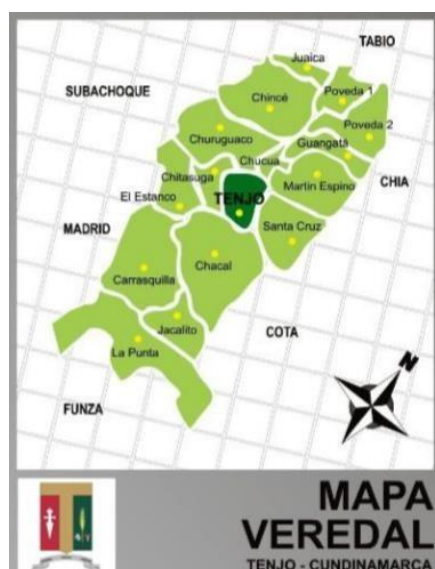 TABIO
Juaica
SUBACHOQUE
Chincé
Poveda 1
Churuguaco
Poveda 2
Guangatá
Chucua
Chitasuga
Martin Espino
CHIA
El Estanco
TENJO
MADRID
Santa Cruz
Chacal
Carrasquilla
Jacalito
COTA
La Punta
N
FUNZA
MAPA
VEREDAL
TENJO - CUNDINAMARCA